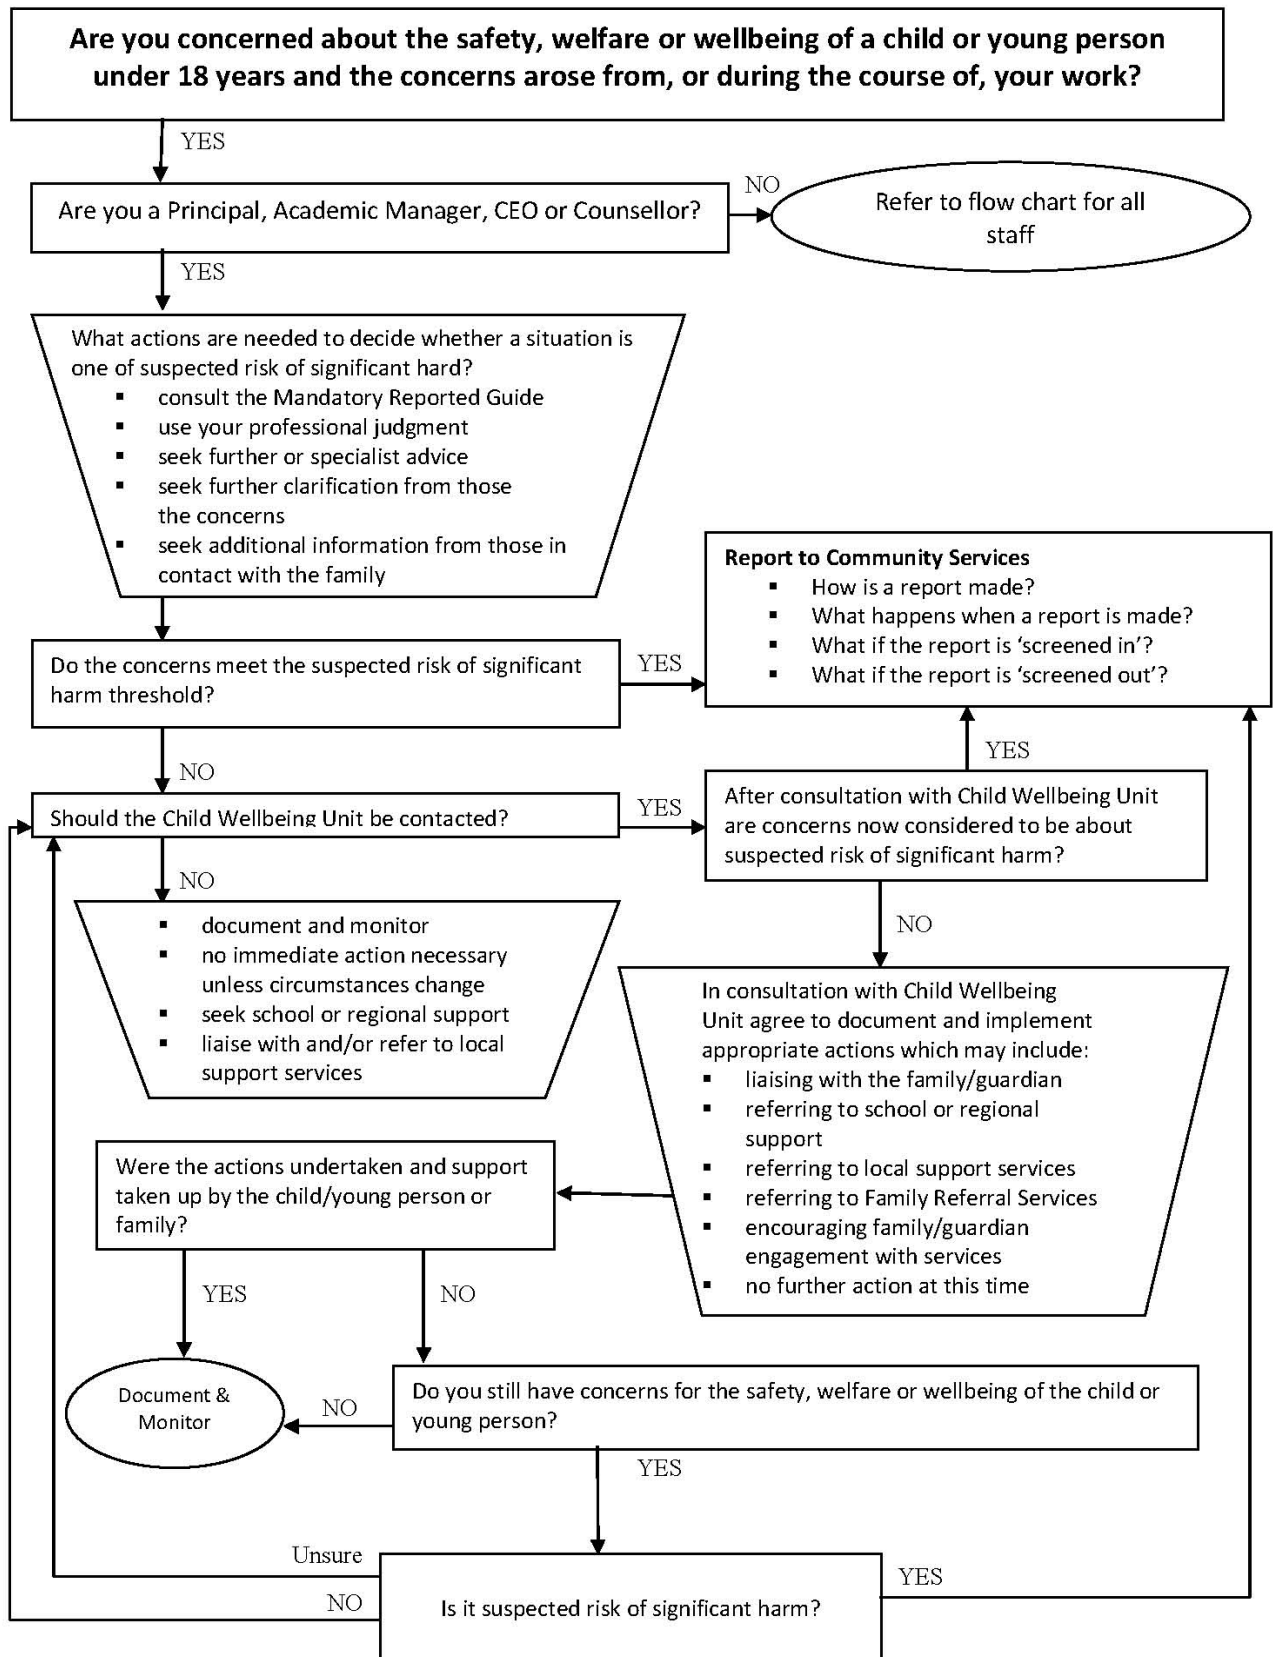 Are you concerned about the safety, welfare or wellbeing of a child or young person
under 18 years and the concerns arose from, or during the course of, your work?
YES
Are you a Principal, Academic Manager, CEO or Counsellor?
NO
Refer to flow chart for all
staff
YES
What actions are needed to decide whether a situation is
one of suspected risk of significant hard?
▪ consult the Mandatory Reported Guide
▪ use your professional judgment
▪ seek further or specialist advice
▪ seek further clarification from those
the concerns
▪ seek additional information from those in
contact with the family
Report to Community Services
▪ How is a report made?
▪ What happens when a report is made?
▪ What if the report is ‘screened in’?
▪ What if the report is ‘screened out’?
Do the concerns meet the suspected risk of significant
harm threshold?
YES
NO
YES
Should the Child Wellbeing Unit be contacted?
YES
After consultation with Child Wellbeing Unit
are concerns now considered to be about
suspected risk of significant harm?
NO
NO
▪ document and monitor
▪ no immediate action necessary
unless circumstances change
▪ seek school or regional support
▪ liaise with and/or refer to local
support services
In consultation with Child Wellbeing
Unit agree to document and implement
appropriate actions which may include:
▪ liaising with the family/guardian
▪ referring to school or regional
support
▪ referring to local support services
▪ referring to Family Referral Services
▪ encouraging family/guardian
engagement with services
▪ no further action at this time
Were the actions undertaken and support
taken up by the child/young person or
family?
YES
NO
Document &
Monitor
NO
Do you still have concerns for the safety, welfare or wellbeing of the child or
young person?
YES
Unsure
NO
Is it suspected risk of significant harm?
YES